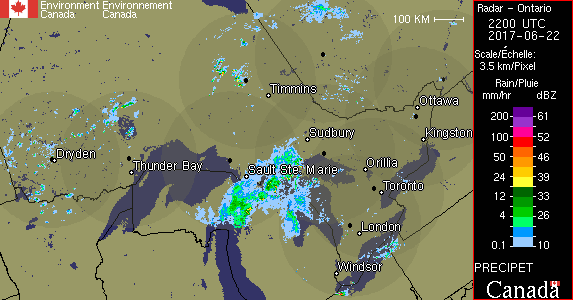 Environment Environnement
Canada Canada
100 KM
Timmins
Ottawa
Sudbury
Kingston
Dryden
Thunder Bay
Sault Ste. Marie
Orillia
Toronto
London
Windsor
Radar - Ontario
2200 UTC
2017-06-22
Scale/Échelle:
3.5 km/Pixel
Rain/Pluie
mm/hr dBZ
200 61
100 52
50 46
24 39
12 33
4 26
0.1 10
PRECIPET
Canada